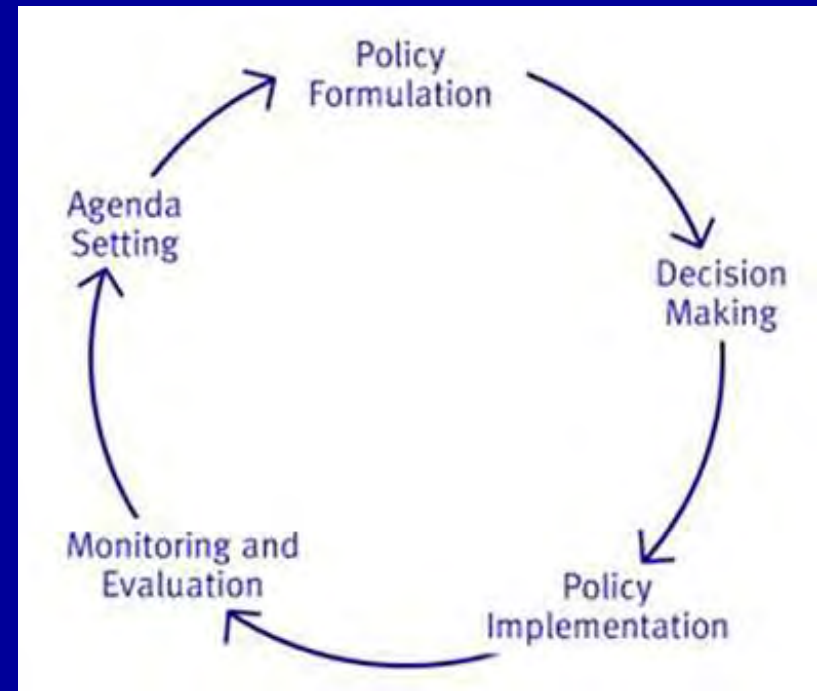 Policy
Formulation
Agenda
Setting
Decision
Making
Monitoring and
Evaluation
Policy
Implementation